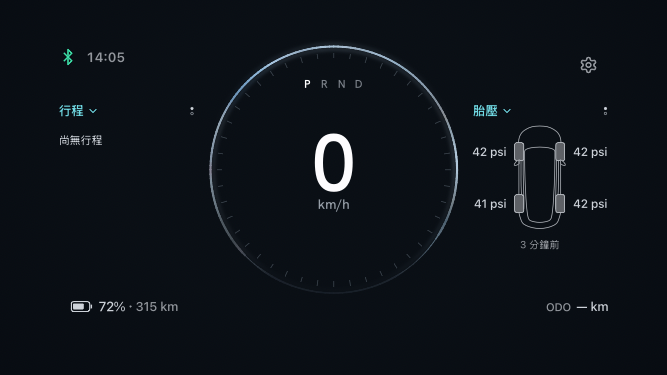 14:05
P R N D
行程
尚無行程
0
km/h
胎壓
42 psi
42 psi
41 psi
42 psi
3 分鐘前
72% · 315 km
ODO — km